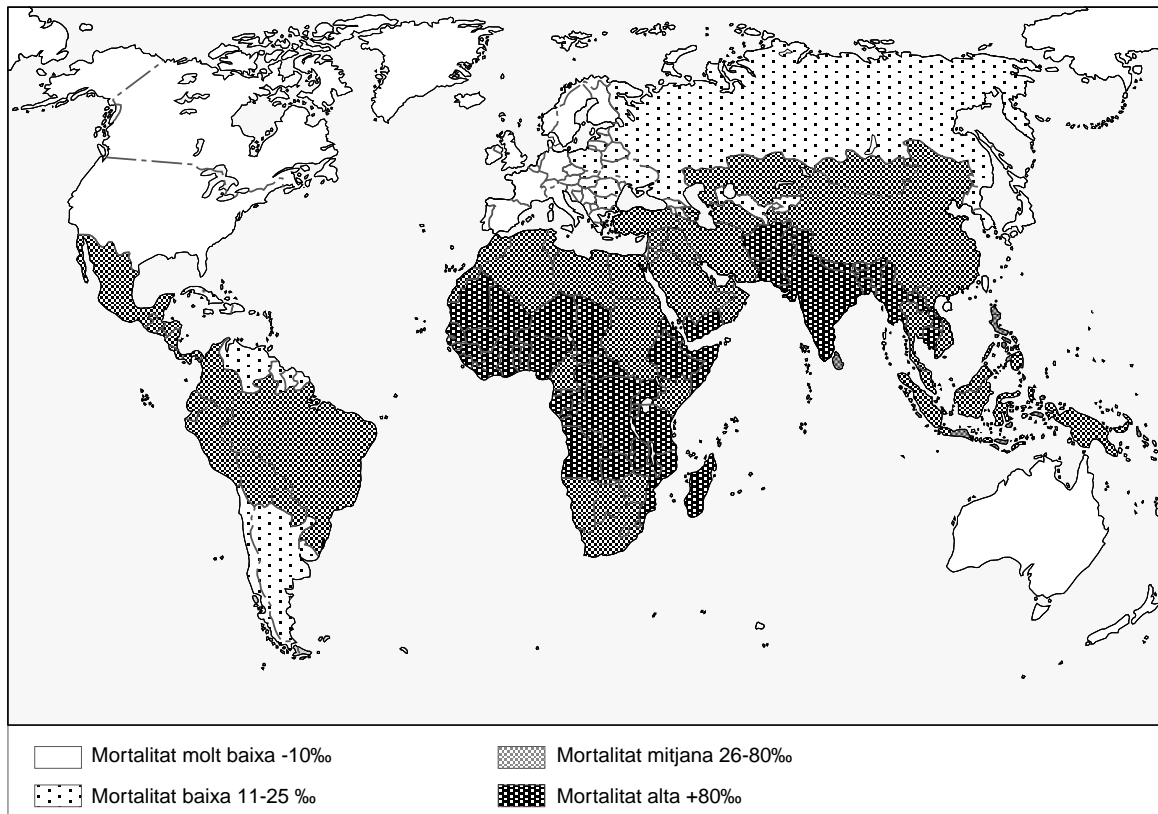 Mortalitat molt baixa -10‰
Mortalitat baixa 11-25 ‰
Mortalitat mitjana 26-80‰
Mortalitat alta +80‰